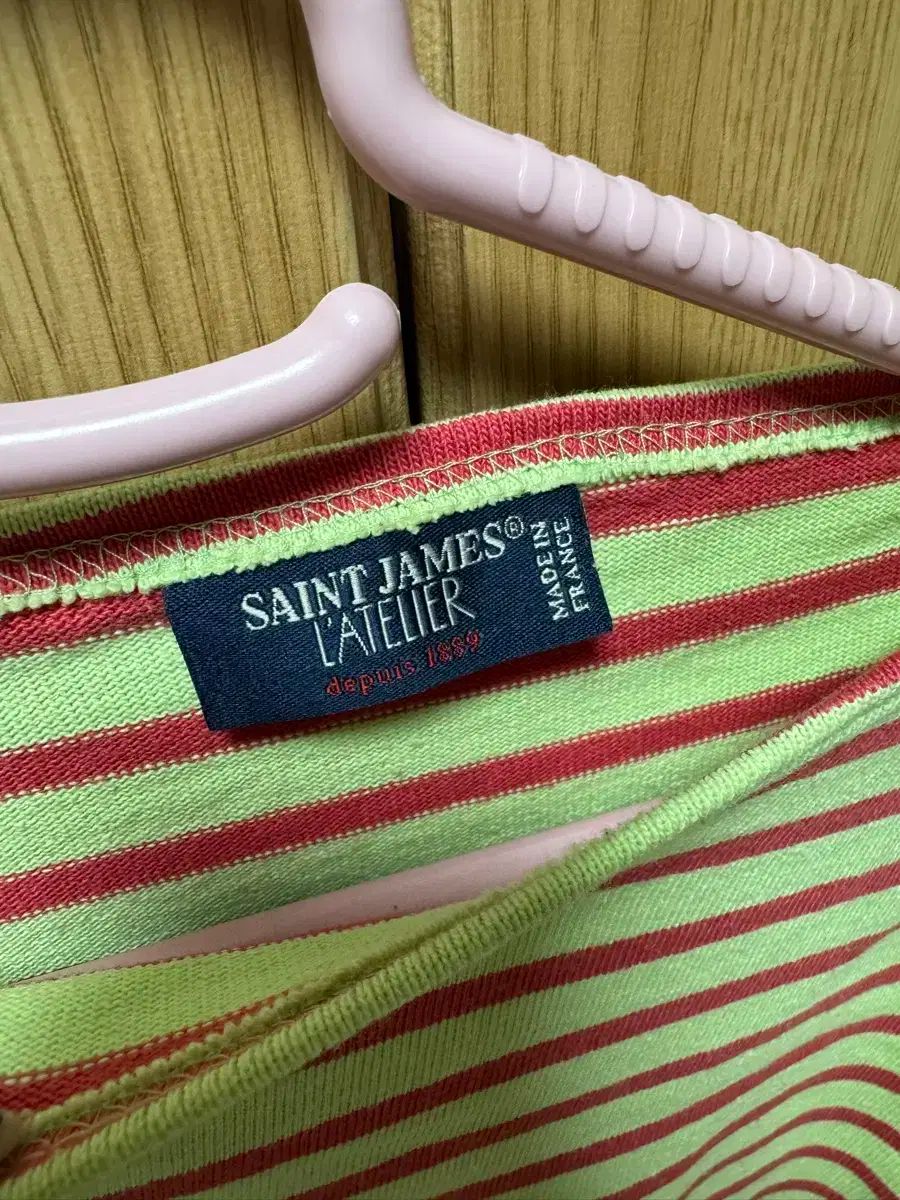 SAINT JAMES®
L'ATELIER
depuis 1889
MADE IN
FRANCE